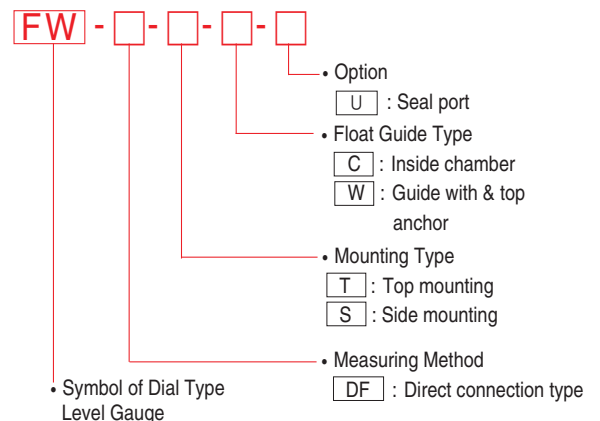 FW - □ - □ - □ - □
• Option
U : Seal port
• Float Guide Type
C : Inside chamber
W : Guide with & top
anchor
• Mounting Type
T : Top mounting
S : Side mounting
• Measuring Method
DF : Direct connection type
• Symbol of Dial Type
Level Gauge